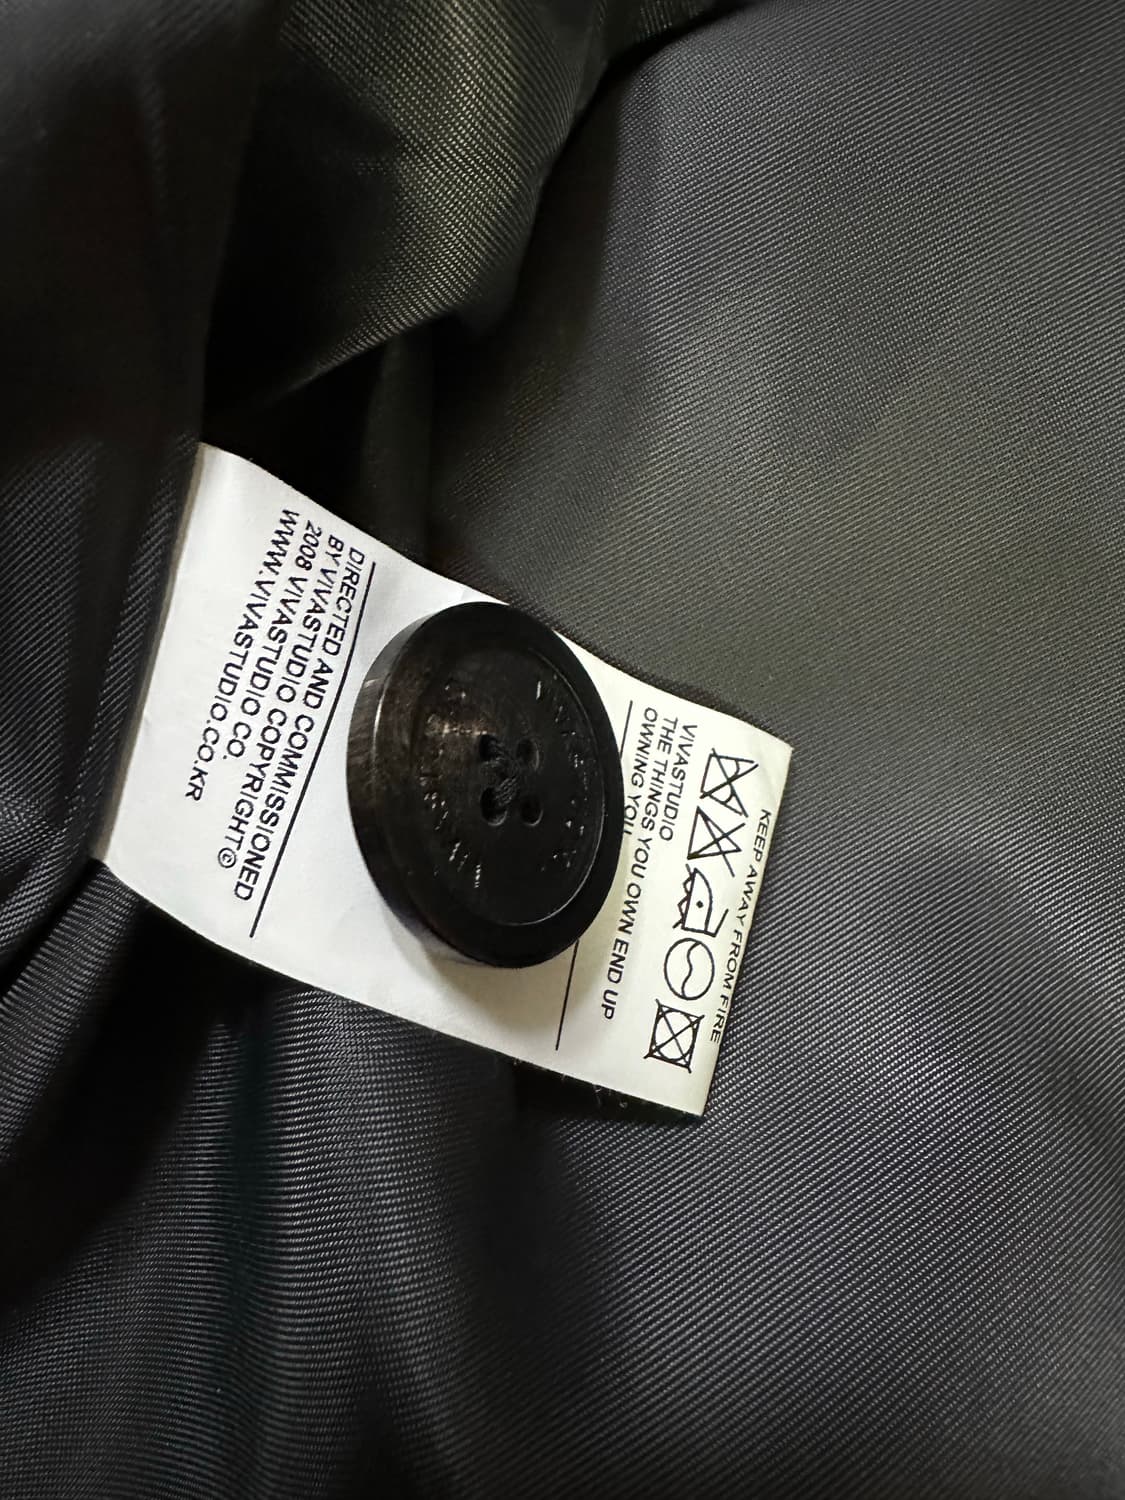 KEEP AWAY FROM FIRE
VIVASTUDIO
THE THINGS YOU OWN END UP
OWNING YOU
DIRECTED AND COMMISSIONED
BY VIVASTUDIO COPYRIGHT©
2008 VIVASTUDIO CO.
WWW.VIVASTUDIO.CO.KR